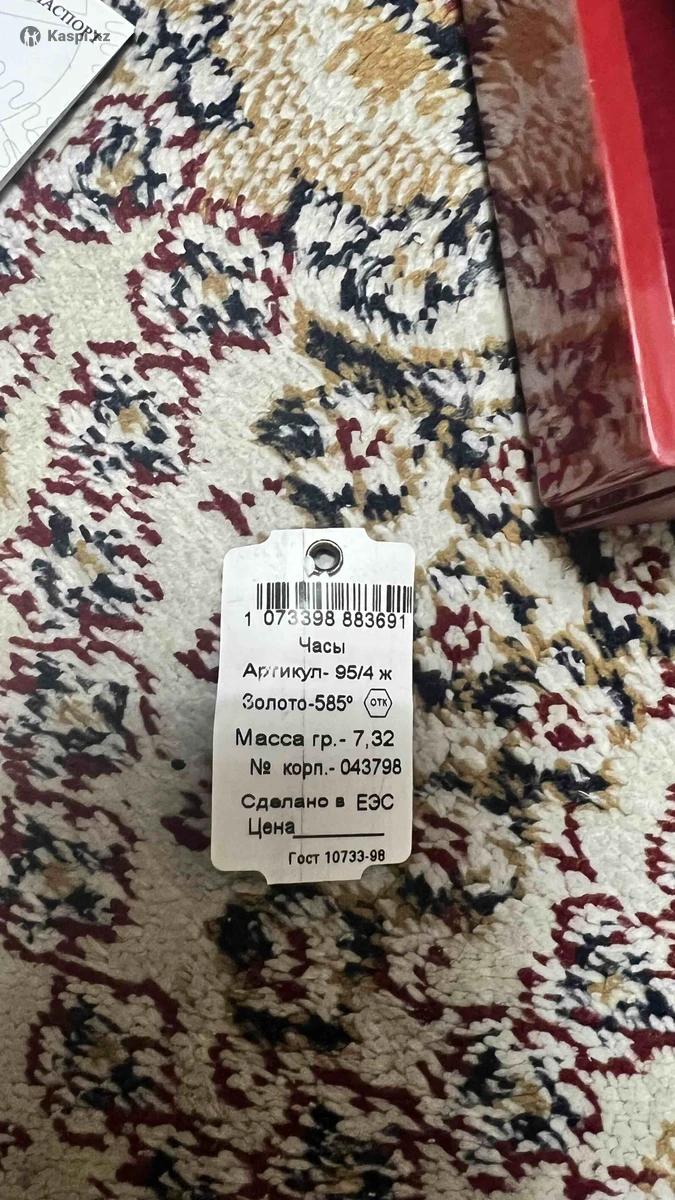 ПАСПОРТ
Kaspi.kz
1 073398 883691
Часы
Артикул- 95/4 ж
Золото-585° ОТК
Масса гр.- 7,32
№ корп.- 043798
Сделано в ЕЭС
Цена
Гост 10733-98